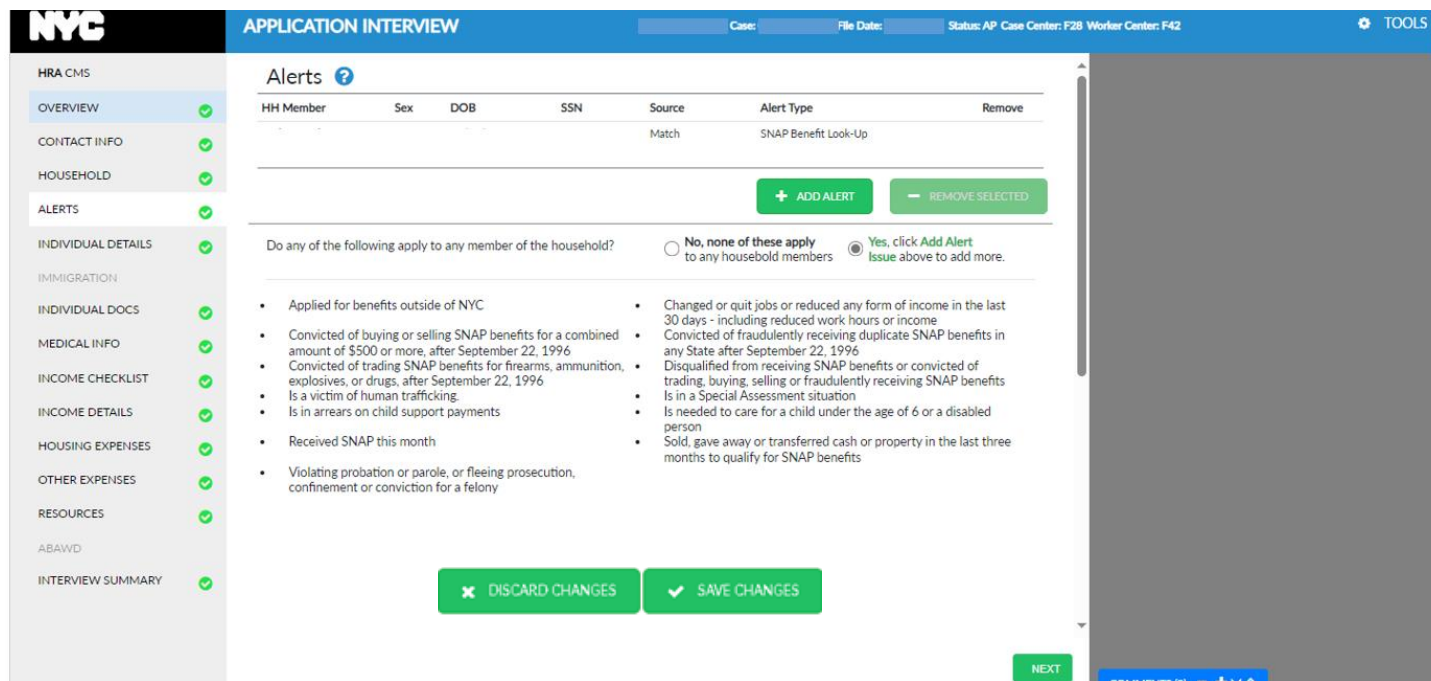 NYC
APPLICATION INTERVIEW
Case:
File Date:
Status: AP Case Center: F28 Worker Center: F42
TOOLS
HRA CMS
OVERVIEW
CONTACT INFO
HOUSEHOLD
ALERTS
INDIVIDUAL DETAILS
IMMIGRATION
INDIVIDUAL DOCS
MEDICAL INFO
INCOME CHECKLIST
INCOME DETAILS
HOUSING EXPENSES
OTHER EXPENSES
RESOURCES
ABAWD
INTERVIEW SUMMARY
Alerts ?
HH Member Sex DOB SSN Source Alert Type Remove
Match SNAP Benefit Look-Up
+ ADD ALERT
− REMOVE SELECTED
Do any of the following apply to any member of the household?
No, none of these apply
to any household members
Yes, click Add Alert
Issue above to add more.
• Applied for benefits outside of NYC
• Convicted of buying or selling SNAP benefits for a combined
amount of $500 or more, after September 22, 1996
• Convicted of trading SNAP benefits for firearms, ammunition,
explosives, or drugs, after September 22, 1996
• Is a victim of human trafficking.
• Is in arrears on child support payments
• Received SNAP this month
• Violating probation or parole, or fleeing prosecution,
confinement or conviction for a felony
• Changed or quit jobs or reduced any form of income in the last
30 days - including reduced work hours or income
• Convicted of fraudulently receiving duplicate SNAP benefits in
any State after September 22, 1996
• Disqualified from receiving SNAP benefits or convicted of
trading, buying, selling or fraudulently receiving SNAP benefits
• Is in a Special Assessment situation
• Is needed to care for a child under the age of 6 or a disabled
person
• Sold, gave away or transferred cash or property in the last three
months to qualify for SNAP benefits
DISCARD CHANGES
SAVE CHANGES
NEXT